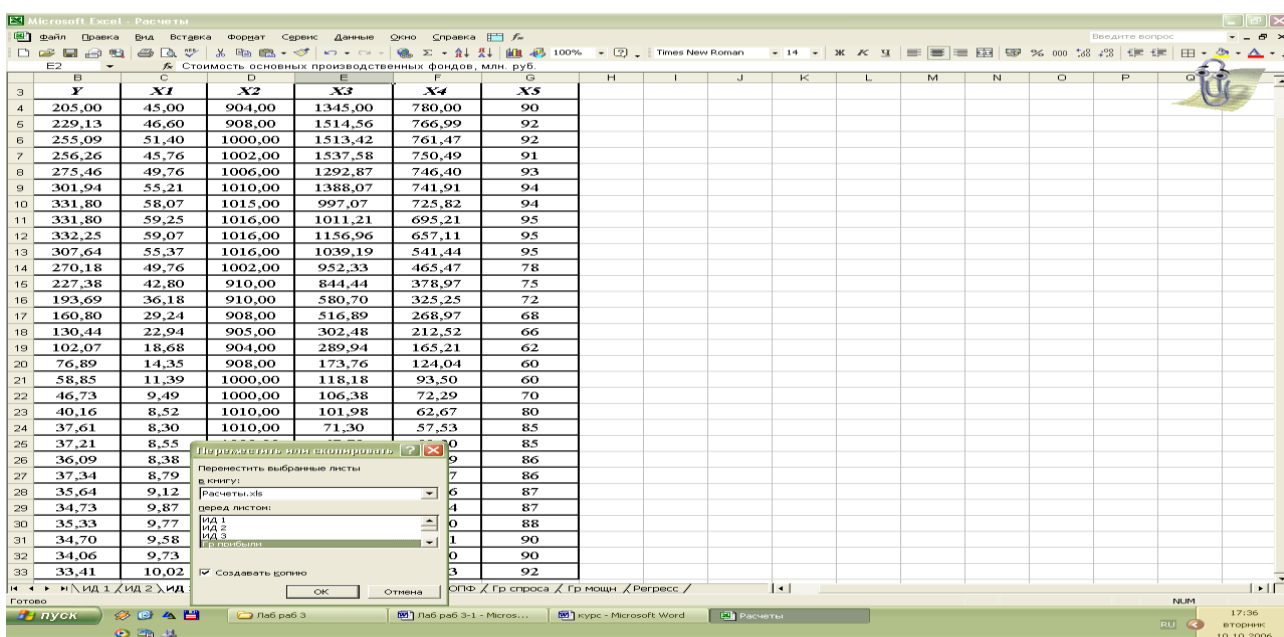 Microsoft Excel - Расчеты
Файл Правка Вид Вставка Формат Сервис Данные Окно Справка
Введите вопрос
100% Times New Roman 14 Ж К Ч
E2 fx Стоимость основных производственных фондов, млн. руб.
B C D E F G H I J K L M N O P Q
3 Y X1 X2 X3 X4 X5
4 205,00 45,00 904,00 1345,00 780,00 90
5 229,13 46,60 908,00 1514,56 766,99 92
6 255,09 51,40 1000,00 1513,42 761,47 92
7 256,26 45,76 1002,00 1537,58 750,49 91
8 275,46 49,76 1006,00 1292,87 746,40 93
9 301,94 55,21 1010,00 1388,07 741,91 94
10 331,80 58,07 1015,00 997,07 725,82 94
11 331,80 59,25 1016,00 1011,21 695,21 95
12 332,25 59,07 1016,00 1156,96 657,11 95
13 307,64 55,37 1016,00 1039,19 541,44 95
14 270,18 49,76 1002,00 952,33 465,47 78
15 227,38 42,80 910,00 844,44 378,97 75
16 193,69 36,18 910,00 580,70 325,25 72
17 160,80 29,24 908,00 516,89 268,97 68
18 130,44 22,94 905,00 302,48 212,52 66
19 102,07 18,68 904,00 289,94 165,21 62
20 76,89 14,35 908,00 173,76 124,04 60
21 58,85 11,39 1000,00 118,18 93,50 60
22 46,73 9,49 1000,00 106,38 72,29 70
23 40,16 8,52 1010,00 101,98 62,67 80
24 37,61 8,30 1010,00 71,30 57,53 85
25 37,21 8,55 0 85
26 36,09 8,38 9 86
27 37,34 8,79 7 86
28 35,64 9,12 6 87
29 34,73 9,87 4 87
30 35,33 9,77 0 88
31 34,70 9,58 1 90
32 34,06 9,73 0 90
33 33,41 10,02 3 92
Переместить или скопировать
Переместить выбранные листы
в книгу:
Расчеты.xls
перед листом:
ИД 1
ИД 2
ИД 3
Гр прибыли
Создавать копию
ОК Отмена
ИД 1 ИД 2 ИД ОПФ Гр спроса Гр мощн Регресс
Готово NUM
пуск Лаб раб 3 Лаб раб 3-1 - Micros... курс - Microsoft Word Расчеты RU 17:36
вторник
10.10.2006